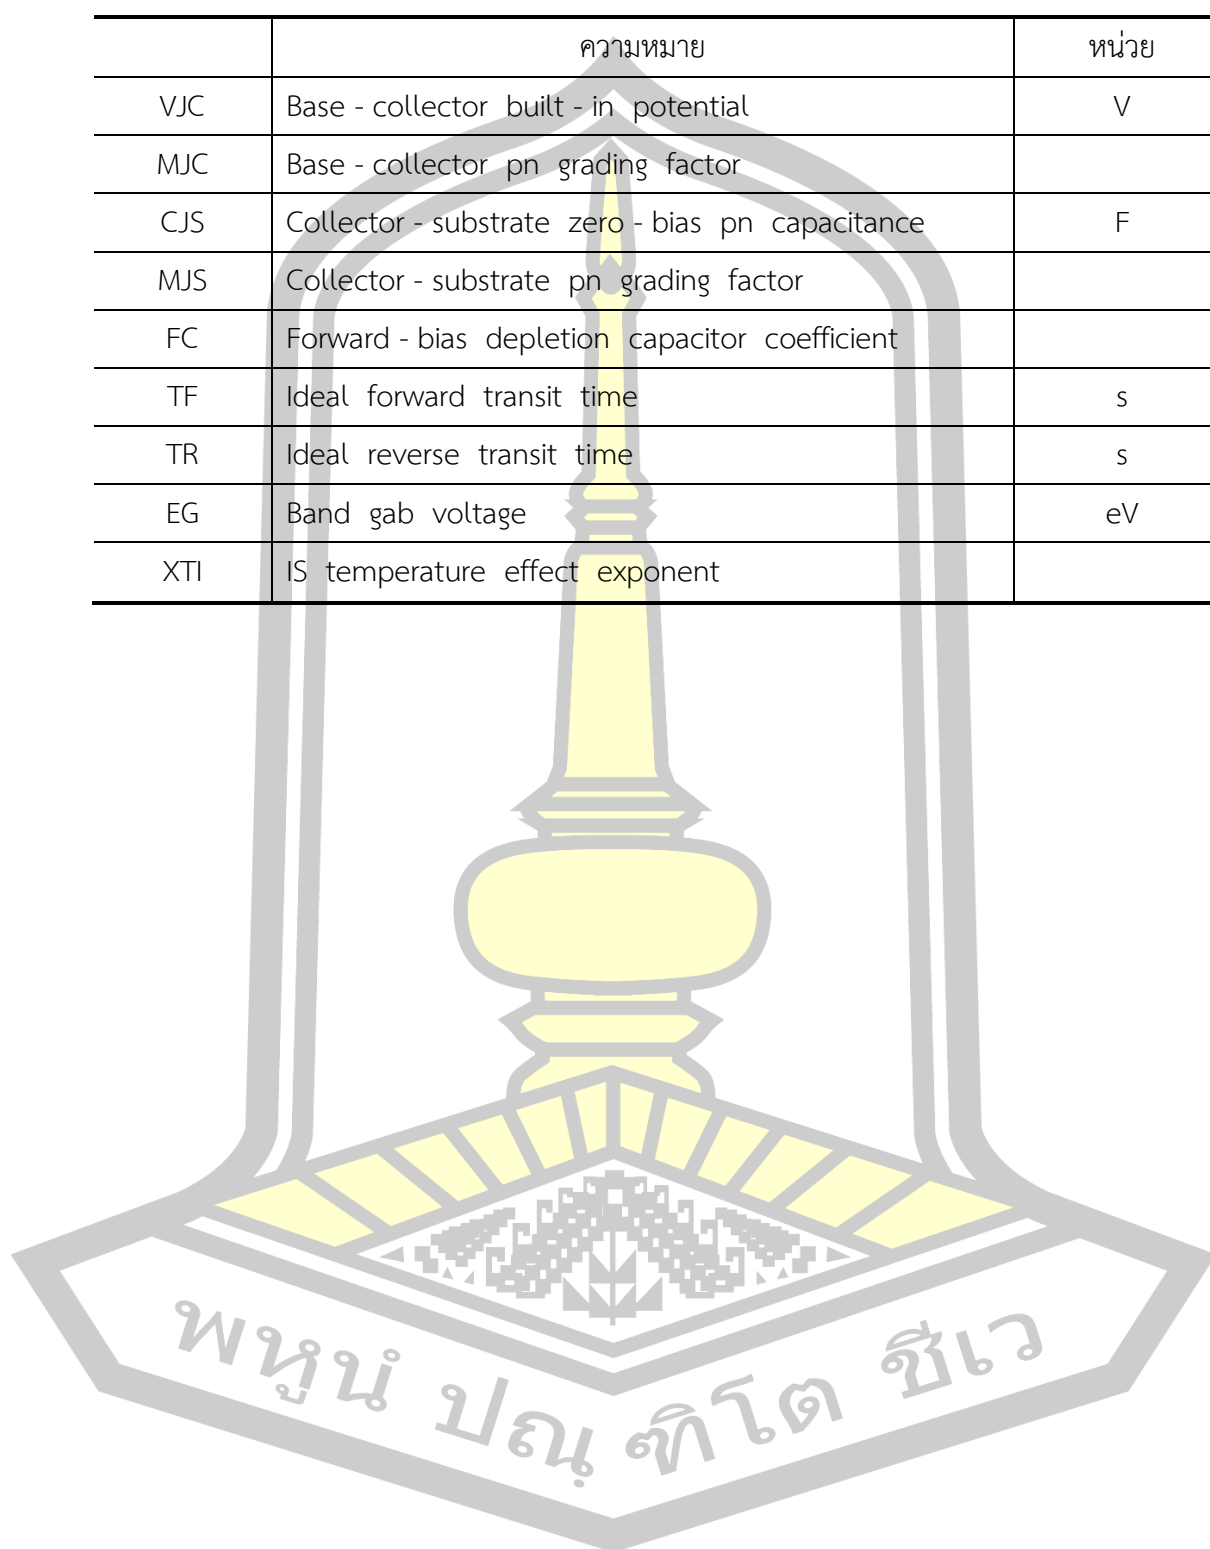 ความหมาย หน่วย
VJC Base - collector built - in potential V
MJC Base - collector pn grading factor
CJS Collector - substrate zero - bias pn capacitance F
MJS Collector - substrate pn grading factor
FC Forward - bias depletion capacitor coefficient
TF Ideal forward transit time s
TR Ideal reverse transit time s
EG Band gab voltage eV
XTI IS temperature effect exponent
พหูนํ ปณฺฑิโต ชีเว